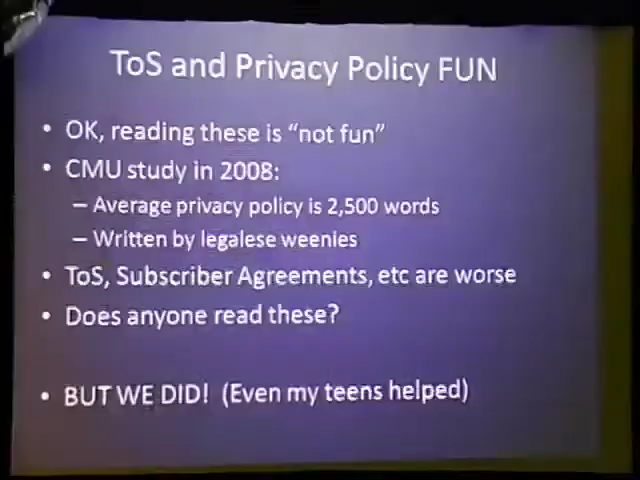 ToS and Privacy Policy FUN
• OK, reading these is “not fun”
• CMU study in 2008:
– Average privacy policy is 2,500 words
– Written by legalese weenies
• ToS, Subscriber Agreements, etc are worse
• Does anyone read these?
• BUT WE DID! (Even my teens helped)